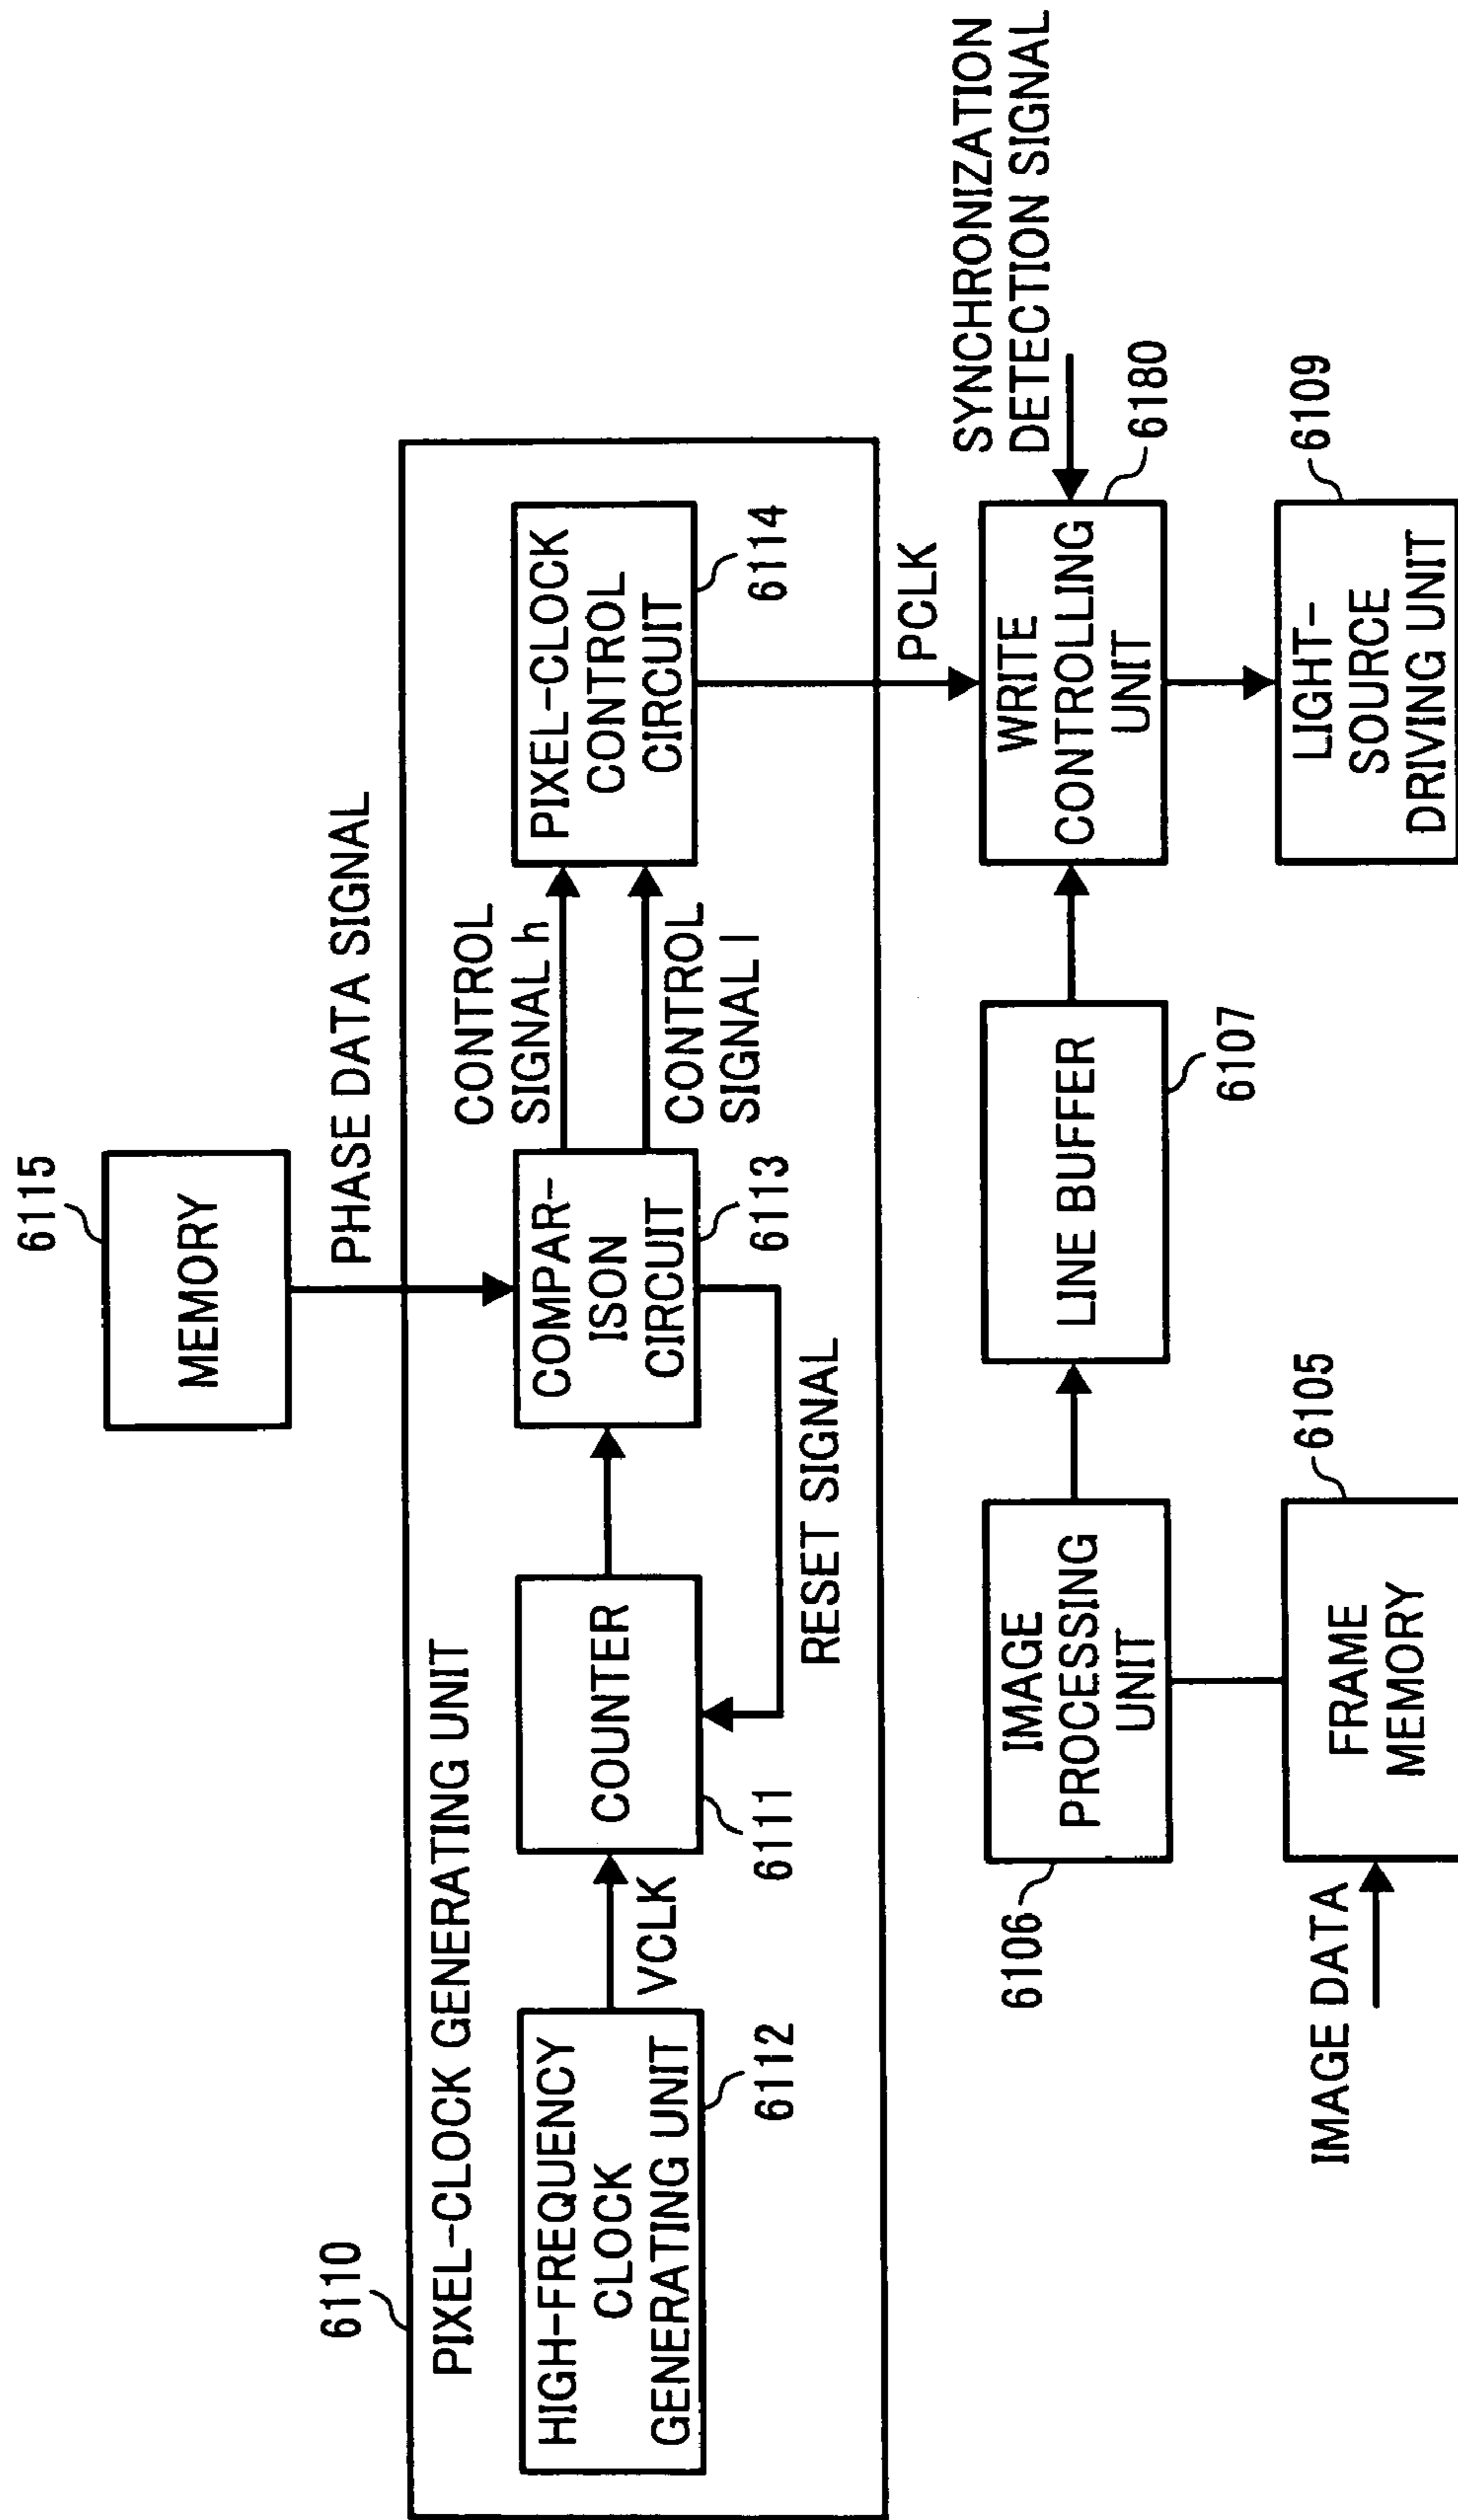 6115
MEMORY
PHASE DATA SIGNAL
6110
PIXEL-CLOCK GENERATING UNIT
HIGH-FREQUENCY
CLOCK
GENERATING UNIT
6112
VCLK
COUNTER
6111
RESET SIGNAL
COMPAR-
ISON
CIRCUIT
6113
CONTROL
SIGNAL h
CONTROL
SIGNAL l
PIXEL-CLOCK
CONTROL
CIRCUIT
6114
PCLK
SYNCHRONIZATION
DETECTION SIGNAL
6106
IMAGE
PROCESSING
UNIT
LINE BUFFER
6107
WRITE
CONTROLLING
UNIT
6180
IMAGE DATA
FRAME
MEMORY
6105
LIGHT-
SOURCE
DRIVING UNIT
6109